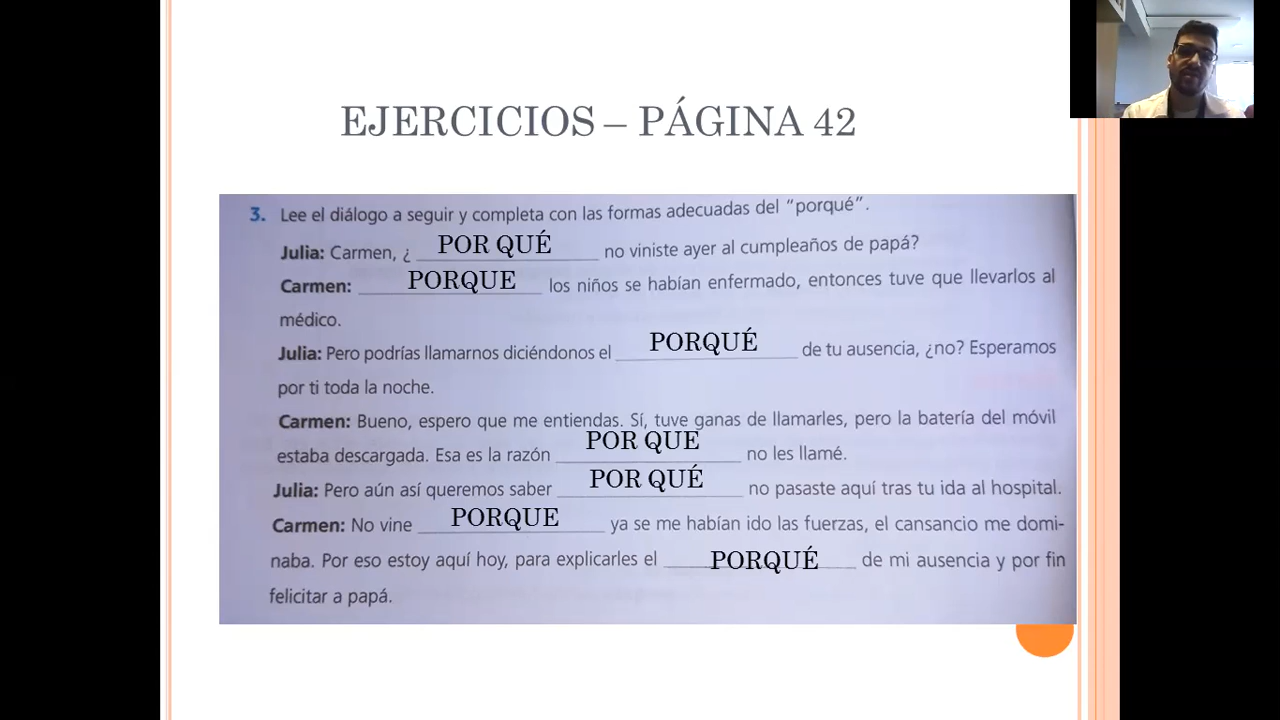 EJERCICIOS – PÁGINA 42
3. Lee el diálogo a seguir y completa con las formas adecuadas del “porqué”.
Julia: Carmen, ¿ POR QUÉ no viniste ayer al cumpleaños de papá?
Carmen: PORQUE los niños se habían enfermado, entonces tuve que llevarlos al
médico.
Julia: Pero podrías llamarnos diciéndonos el PORQUÉ de tu ausencia, ¿no? Esperamos
por ti toda la noche.
Carmen: Bueno, espero que me entiendas. Sí, tuve ganas de llamarles, pero la batería del móvil
estaba descargada. Esa es la razón POR QUE no les llamé.
Julia: Pero aún así queremos saber POR QUÉ no pasaste aquí tras tu ida al hospital.
Carmen: No vine PORQUE ya se me habían ido las fuerzas, el cansancio me domi-
naba. Por eso estoy aquí hoy, para explicarles el PORQUÉ de mi ausencia y por fin
felicitar a papá.